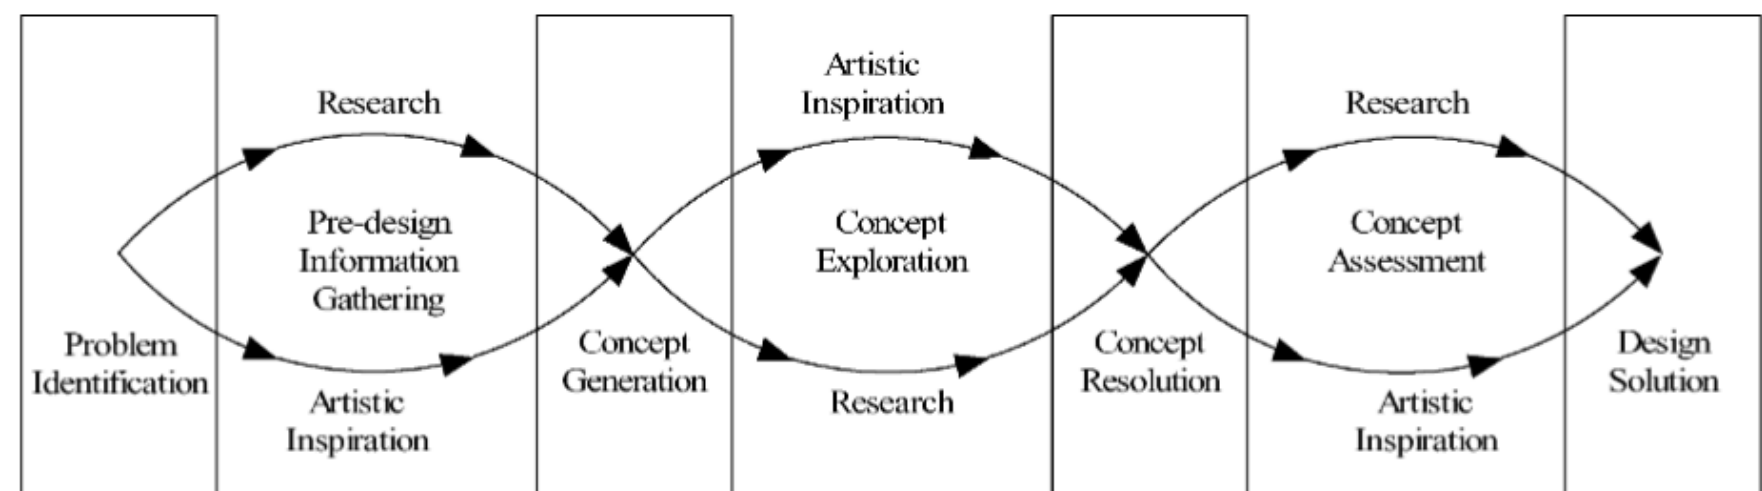 Problem
Identification
Research
Pre-design
Information
Gathering
Artistic
Inspiration
Concept
Generation
Artistic
Inspiration
Concept
Exploration
Research
Concept
Resolution
Research
Concept
Assessment
Artistic
Inspiration
Design
Solution